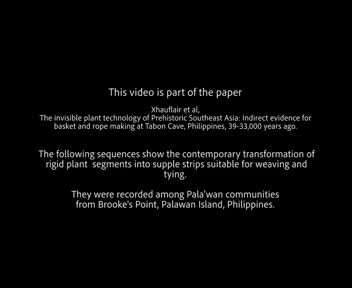 This video is part of the paper
Xhauflair et al,
The invisible plant technology of Prehistoric Southeast Asia: Indirect evidence for
basket and rope making at Tabon Cave, Philippines, 39-33,000 years ago.
The following sequences show the contemporary transformation of
rigid plant segments into supple strips suitable for weaving and
tying.
They were recorded among Pala'wan communities
from Brooke's Point, Palawan Island, Philippines.